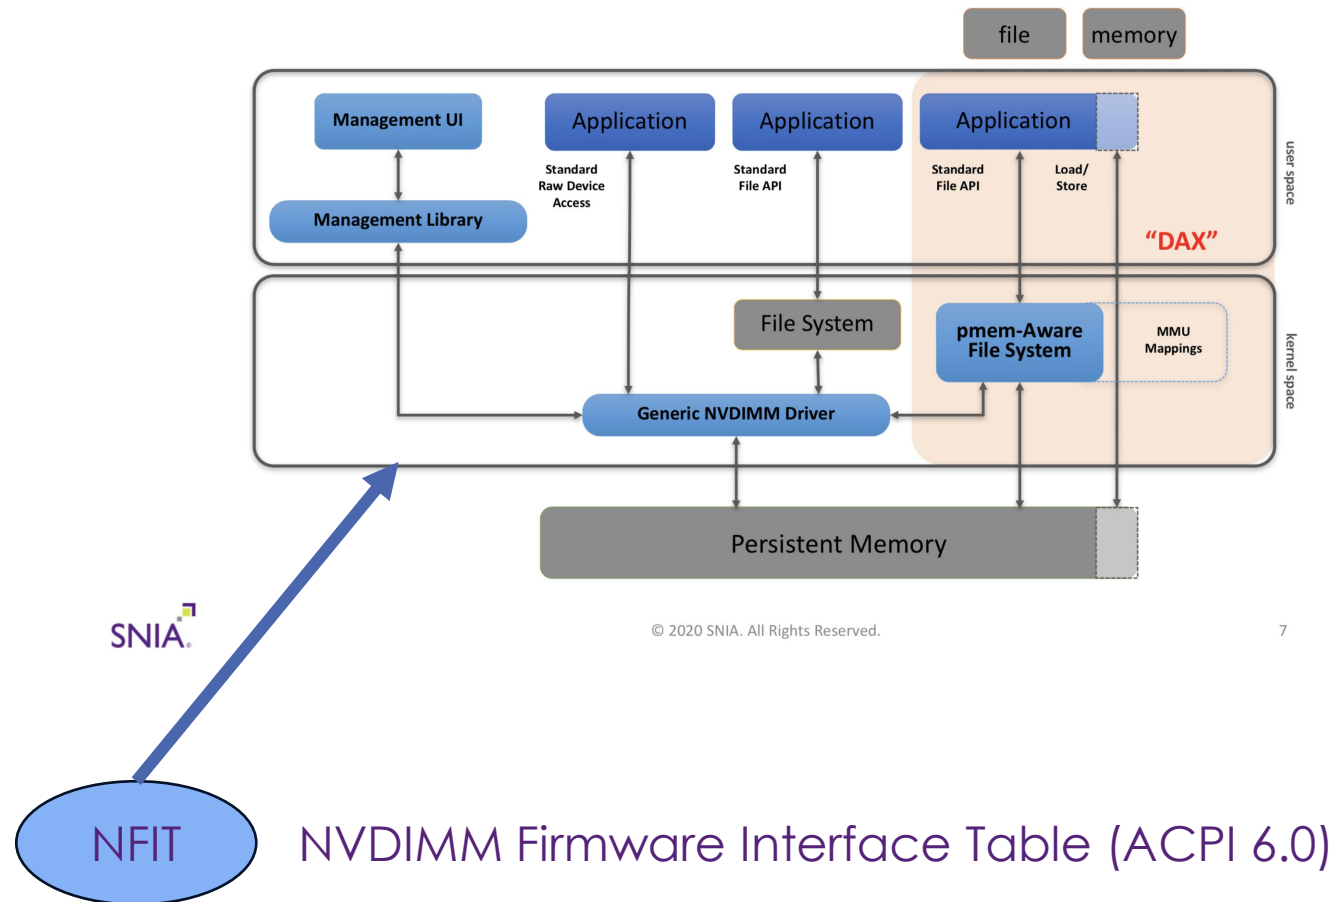 file
memory
Management UI
Application
Application
Application
Standard
Raw Device
Access
Standard
File API
Standard
File API
Load/
Store
user space
Management Library
“DAX”
File System
pmem-Aware
File System
MMU
Mappings
kernel space
Generic NVDIMM Driver
Persistent Memory
SNIA®
© 2020 SNIA. All Rights Reserved.
7
NFIT
NVDIMM Firmware Interface Table (ACPI 6.0)